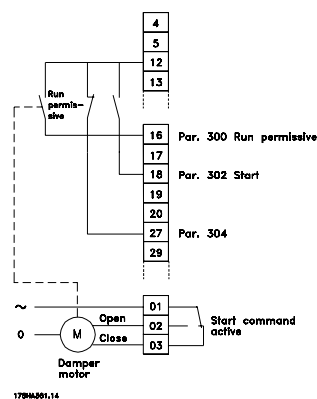 4
5
12
13
Run
permis-
sive
16 Par. 300 Run permissive
17
18 Par. 302 Start
19
20
27 Par. 304
29
~ 01
Open 02 Start command
active
0 M
Close 03
Damper
motor
175HA361.14